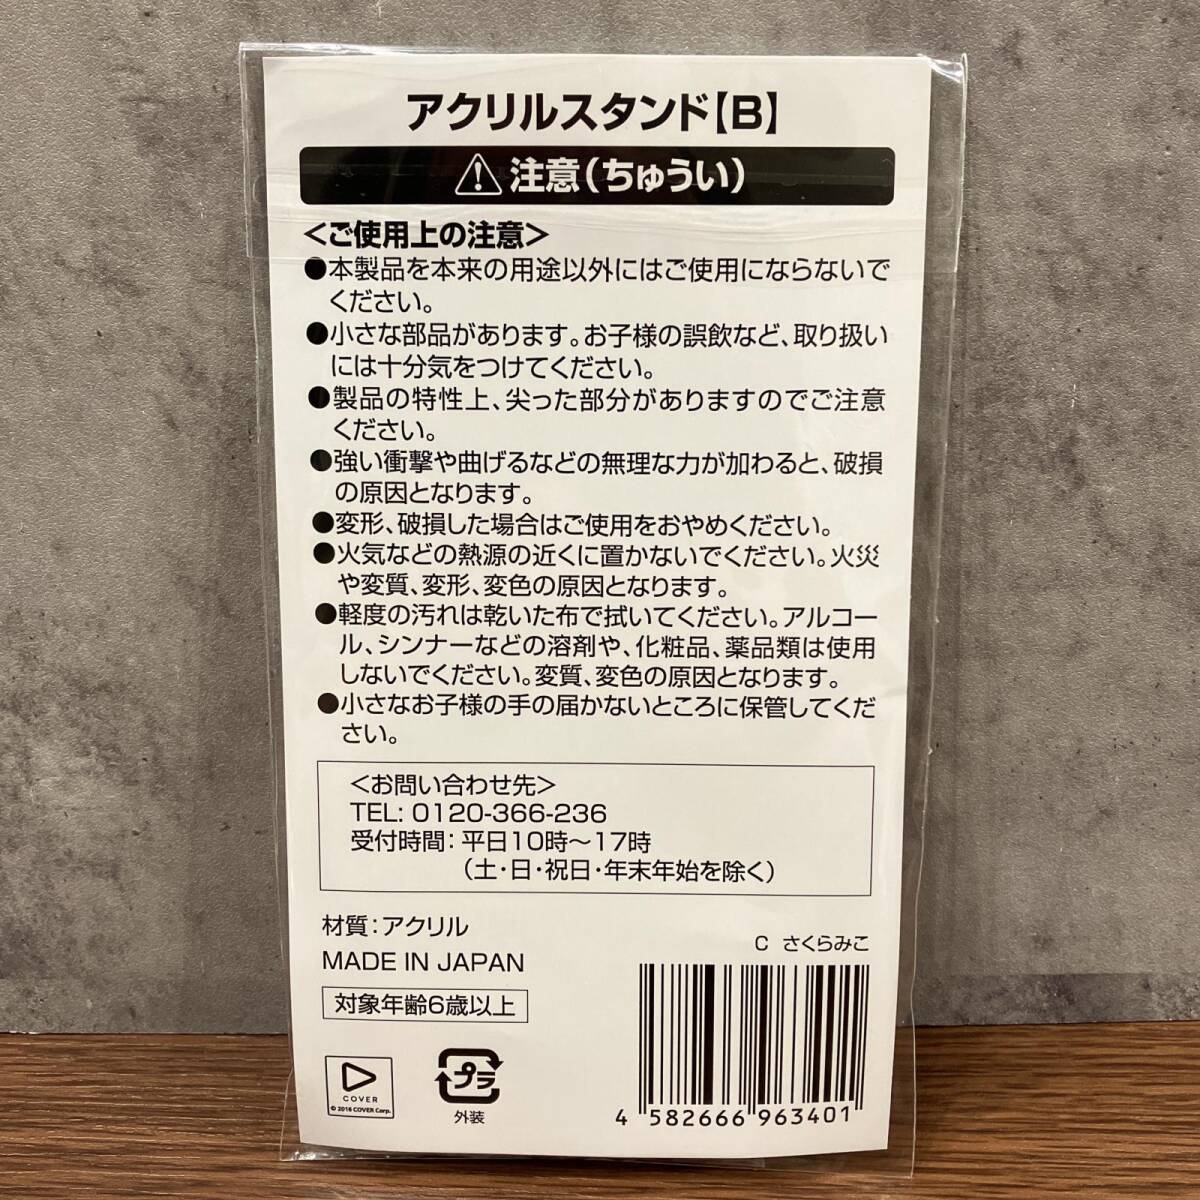 アクリルスタンド【B】
⚠注意(ちゅうい)
<ご使用上の注意>
●本製品を本来の用途以外にはご使用にならないで
ください。
●小さな部品があります。お子様の誤飲など、取り扱い
には十分気をつけてください。
●製品の特性上、尖った部分がありますのでご注意
ください。
●強い衝撃や曲げるなどの無理な力が加わると、破損
の原因となります。
●変形、破損した場合はご使用をおやめください。
●火気などの熱源の近くに置かないでください。火災
や変質、変形、変色の原因となります。
●軽度の汚れは乾いた布で拭いてください。アルコー
ル、シンナーなどの溶剤や、化粧品、薬品類は使用
しないでください。変質、変色の原因となります。
●小さなお子様の手の届かないところに保管してくだ
さい。
<お問い合わせ先>
TEL: 0120-366-236
受付時間：平日10時～17時
(土・日・祝日・年末年始を除く)
材質：アクリル
MADE IN JAPAN
対象年齢6歳以上
C さくらみこ
COVER
© 2016 COVER Corp.
プラ
外装
4 582666 963401